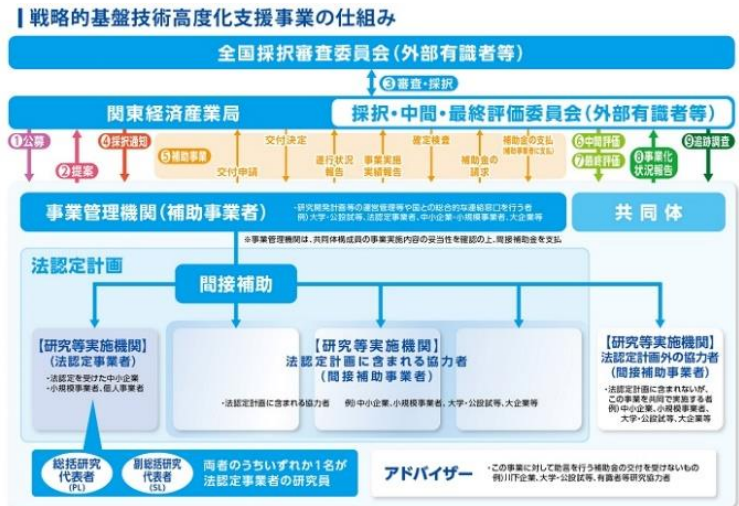 戦略的基盤技術高度化支援事業の仕組み
全国採択審査委員会(外部有識者等)
③審査・採択
関東経済産業局
採択・中間・最終評価委員会(外部有識者等)
①公募
②提案
④採択通知
⑤補助事業
交付申請
交付決定
遂行状況
報告
事業実施
実績報告
確定検査
補助金の
請求
補助金の支払
(補助事業者に支払)
⑥中間評価
⑦最終評価
⑧事業化
状況報告
⑨追跡調査
事業管理機関(補助事業者)
・研究開発計画等の運営管理等や国との総合的な連絡窓口を行う者
例)大学・公設試等、法認定事業者、中小企業・小規模事業者、大企業等
共同体
※事業管理機関は、共同体構成員の事業実施内容の妥当性を確認の上、間接補助金を支払
法認定計画
間接補助
【研究等実施機関】
(法認定事業者)
・法認定を受けた中小企業
・小規模事業者、個人事業者
【研究等実施機関】
法認定計画に含まれる協力者
(間接補助事業者)
・法認定計画に含まれる協力者 例)中小企業、小規模事業者、大学・公設試等、大企業等
【研究等実施機関】
法認定計画外の協力者
(間接補助事業者)
・法認定計画に含まれないが、
この事業を共同で実施する者
例)中小企業、小規模事業者、
大学・公設試等、大企業等
総括研究
代表者
(PL)
副総括研究
代表者
(SL)
両者のうちいずれか1名が
法認定事業者の研究員
アドバイザー
・この事業に対して助言を行う補助金の交付を受けないもの
例)川下企業、大学・公設試等、有識者等研究協力者